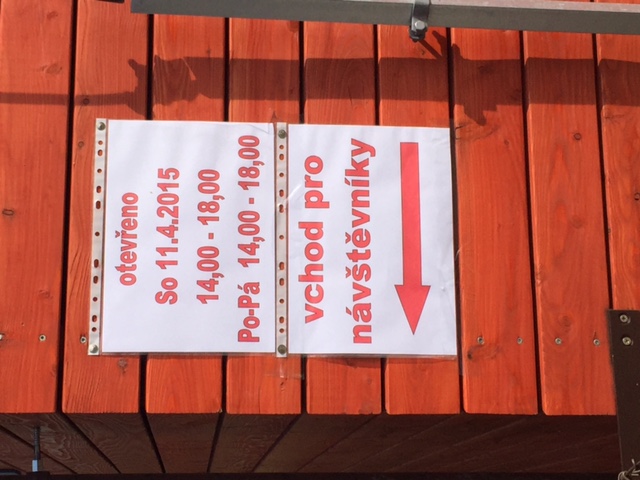 otevřeno
So 11.4.2015
14,00 - 18,00
Po-Pá 14,00 - 18,00
vchod pro
návštěvníky